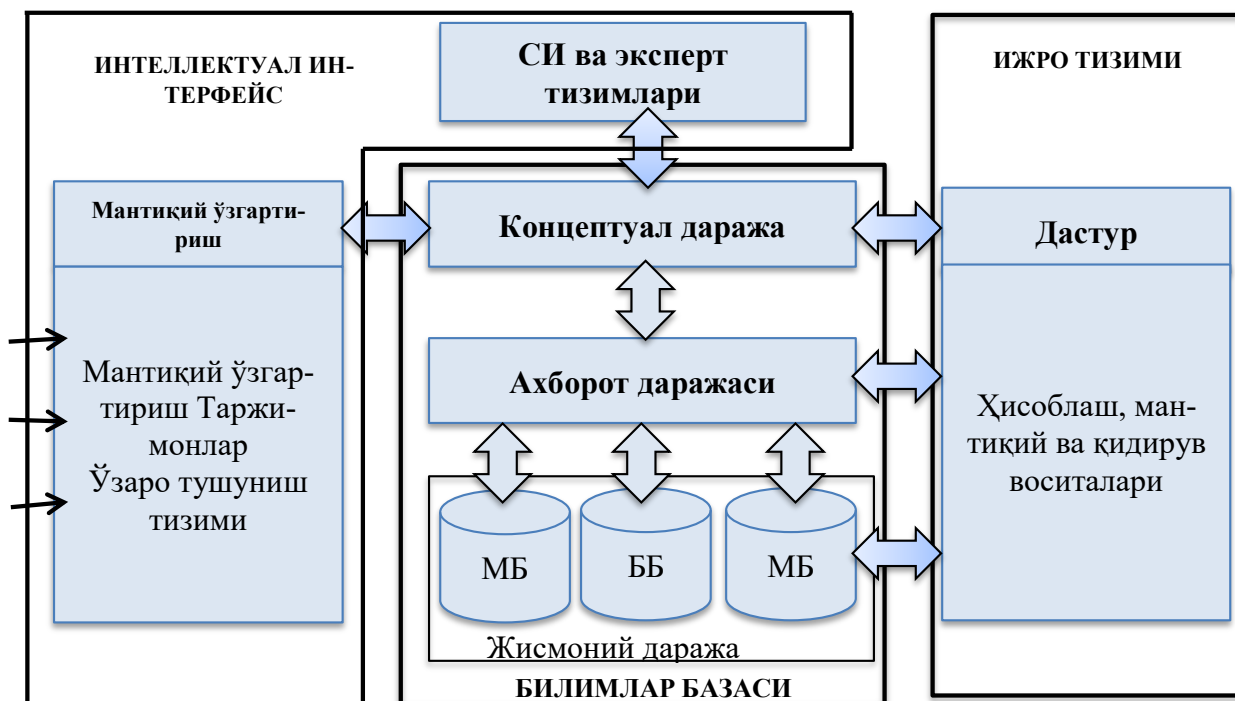 ИНТЕЛЛЕКТУАЛ ИН-
ТЕРФЕЙС
СИ ва эксперт
тизимлари
ИЖРО ТИЗИМИ
Мантиқий ўзгарти-
риш
Концептуал даража
Дастур
Мантиқий ўзгар-
тириш Таржи-
монлар
Ўзаро тушуниш
тизими
Ахборот даражаси
Ҳисоблаш, ман-
тиқий ва қидирув
воситалари
МБ
ББ
МБ
Жисмоний даража
БИЛИМЛАР БАЗАСИ